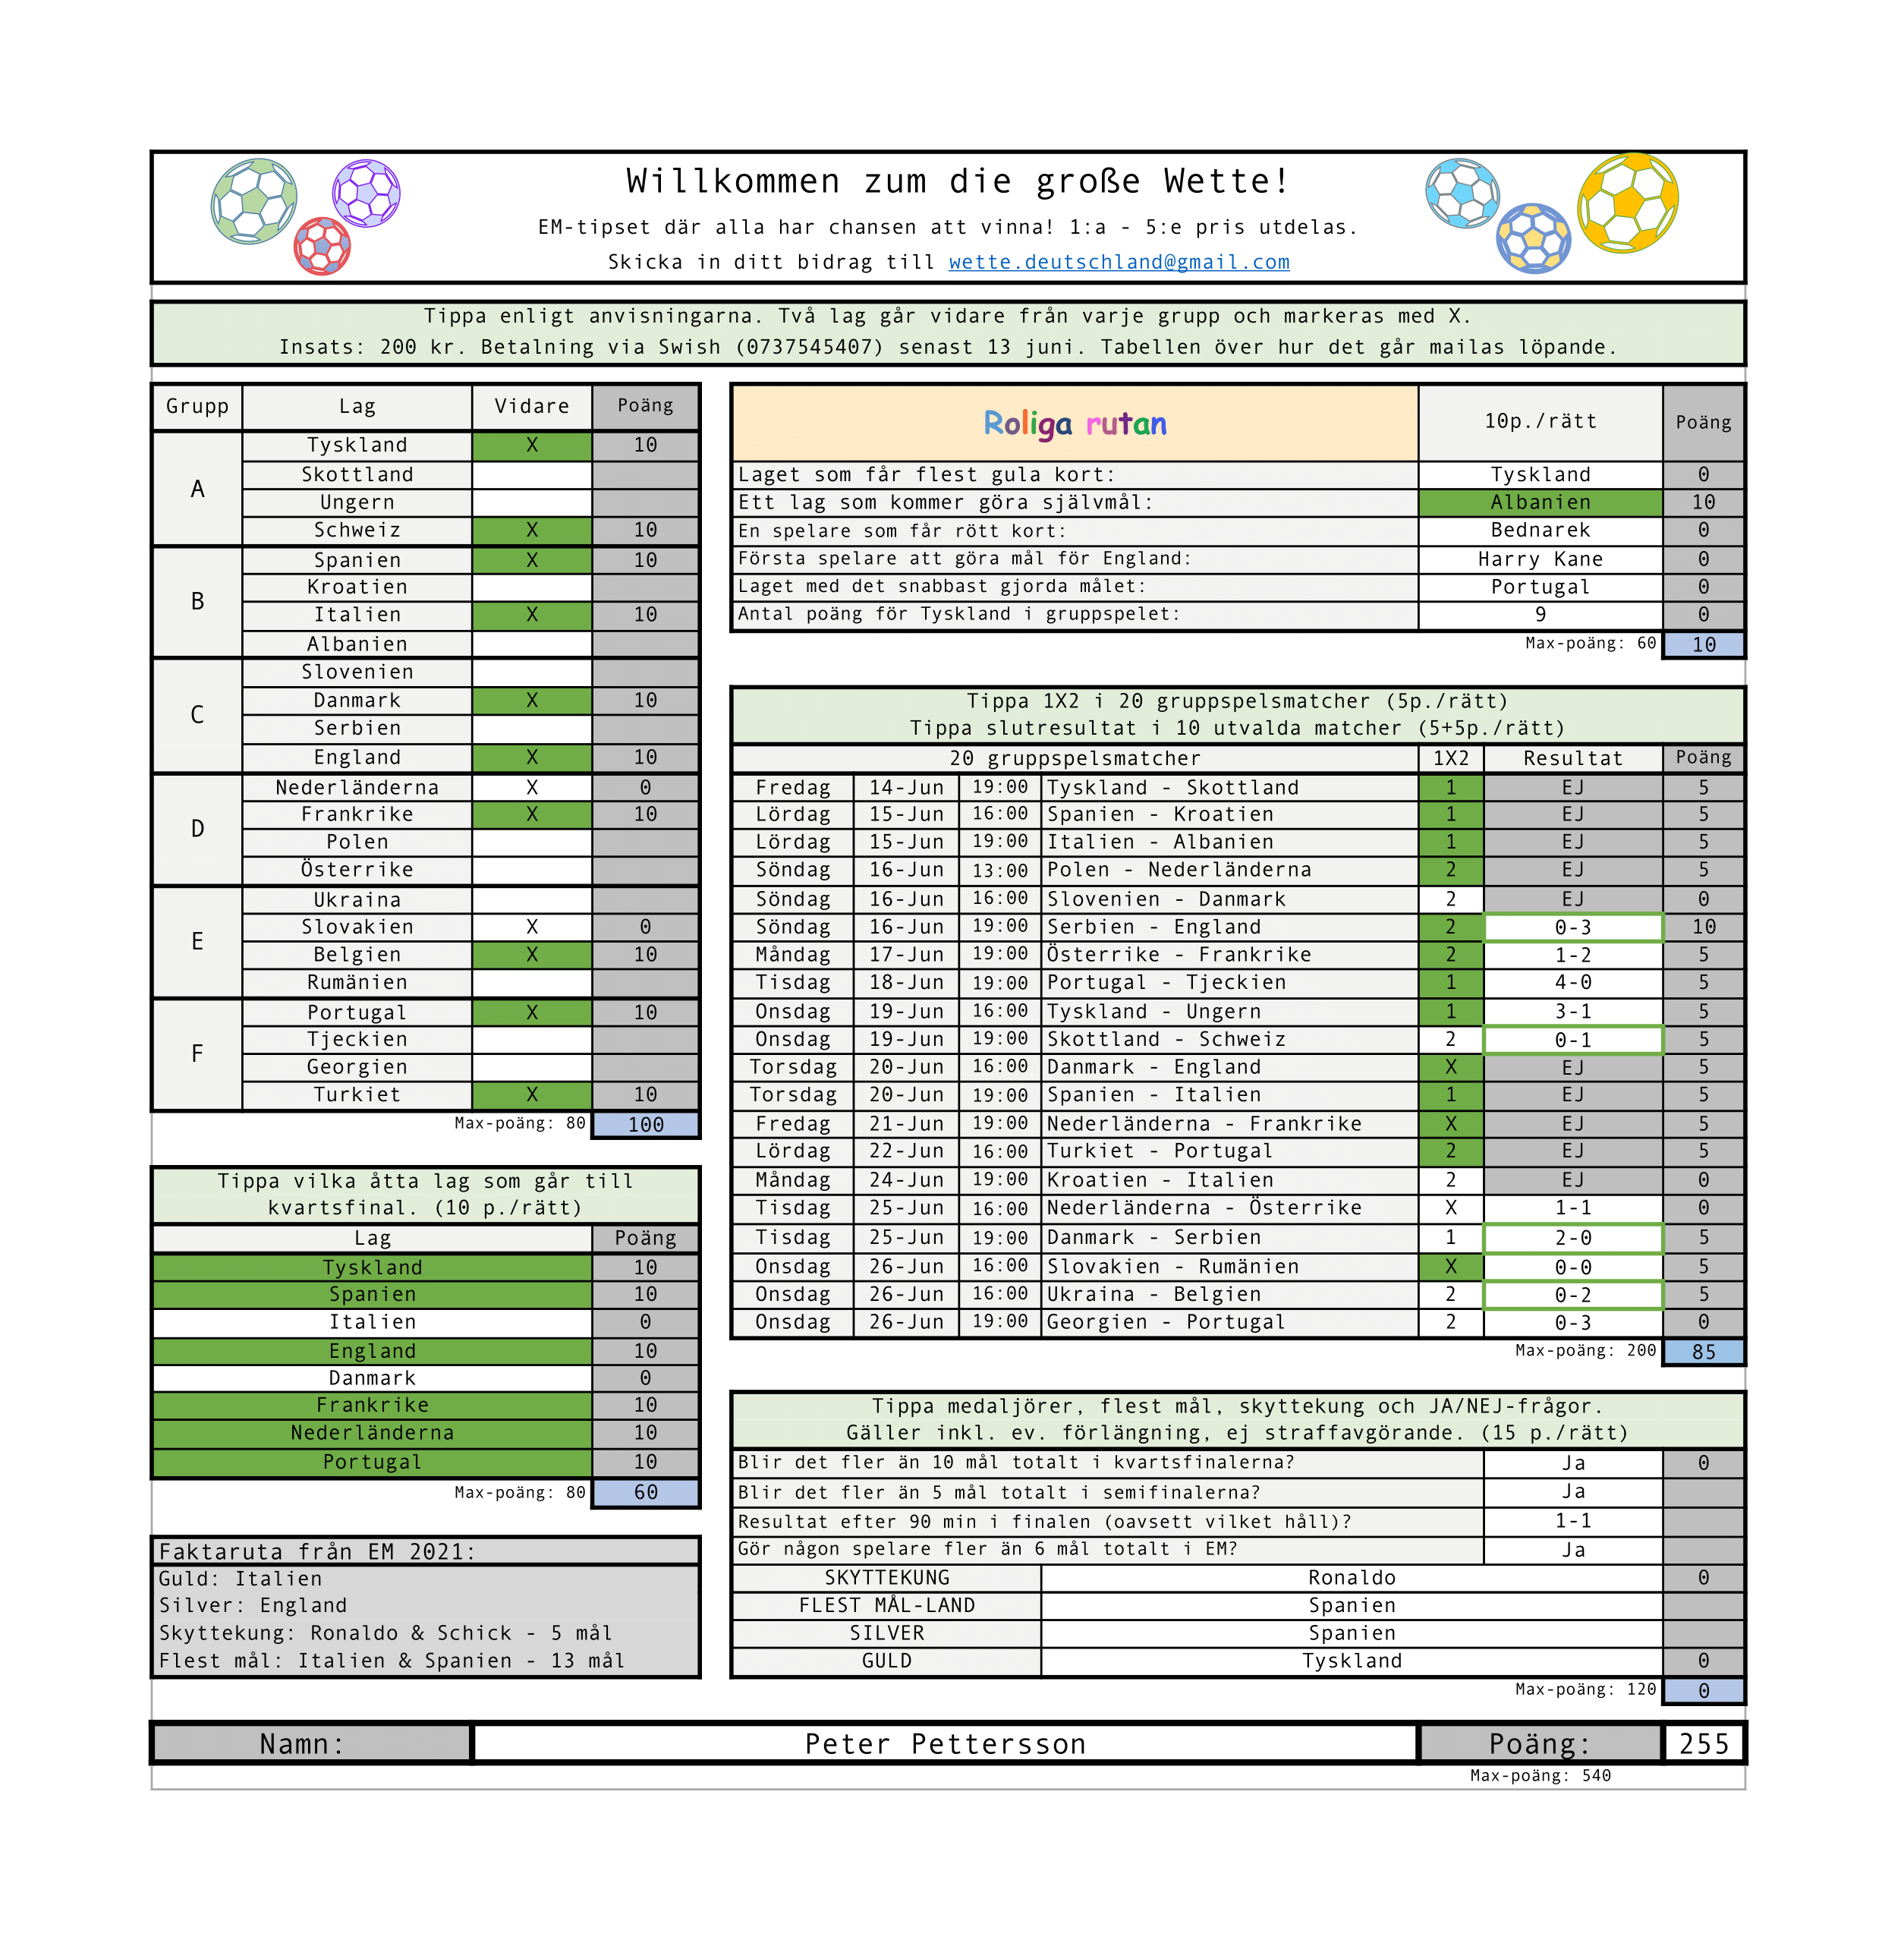 Willkommen zum die große Wette!
EM-tipset där alla har chansen att vinna! 1:a - 5:e pris utdelas.
Skicka in ditt bidrag till wette.deutschland@gmail.com
Tippa enligt anvisningarna. Två lag går vidare från varje grupp och markeras med X.
Insats: 200 kr. Betalning via Swish (0737545407) senast 13 juni. Tabellen över hur det går mailas löpande.
Grupp Lag Vidare Poäng
A
Tyskland X 10
Skottland
Ungern
Schweiz X 10
B
Spanien X 10
Kroatien
Italien X 10
Albanien
C
Slovenien
Danmark X 10
Serbien
England X 10
D
Nederländerna X 0
Frankrike X 10
Polen
Österrike
E
Ukraina
Slovakien X 0
Belgien X 10
Rumänien
F
Portugal X 10
Tjeckien
Georgien
Turkiet X 10
Max-poäng: 80 100
Tippa vilka åtta lag som går till
kvartsfinal. (10 p./rätt)
Lag Poäng
Tyskland 10
Spanien 10
Italien 0
England 10
Danmark 0
Frankrike 10
Nederländerna 10
Portugal 10
Max-poäng: 80 60
Faktaruta från EM 2021:
Guld: Italien
Silver: England
Skyttekung: Ronaldo & Schick - 5 mål
Flest mål: Italien & Spanien - 13 mål
Roliga rutan 10p./rätt Poäng
Laget som får flest gula kort: Tyskland 0
Ett lag som kommer göra självmål: Albanien 10
En spelare som får rött kort: Bednarek 0
Första spelare att göra mål för England: Harry Kane 0
Laget med det snabbast gjorda målet: Portugal 0
Antal poäng för Tyskland i gruppspelet: 9 0
Max-poäng: 60 10
Tippa 1X2 i 20 gruppspelsmatcher (5p./rätt)
Tippa slutresultat i 10 utvalda matcher (5+5p./rätt)
20 gruppspelsmatcher 1X2 Resultat Poäng
Fredag 14-Jun 19:00 Tyskland - Skottland 1 EJ 5
Lördag 15-Jun 16:00 Spanien - Kroatien 1 EJ 5
Lördag 15-Jun 19:00 Italien - Albanien 1 EJ 5
Söndag 16-Jun 13:00 Polen - Nederländerna 2 EJ 5
Söndag 16-Jun 16:00 Slovenien - Danmark 2 EJ 0
Söndag 16-Jun 19:00 Serbien - England 2 0-3 10
Måndag 17-Jun 19:00 Österrike - Frankrike 2 1-2 5
Tisdag 18-Jun 19:00 Portugal - Tjeckien 1 4-0 5
Onsdag 19-Jun 16:00 Tyskland - Ungern 1 3-1 5
Onsdag 19-Jun 19:00 Skottland - Schweiz 2 0-1 5
Torsdag 20-Jun 16:00 Danmark - England X EJ 5
Torsdag 20-Jun 19:00 Spanien - Italien 1 EJ 5
Fredag 21-Jun 19:00 Nederländerna - Frankrike X EJ 5
Lördag 22-Jun 16:00 Turkiet - Portugal 2 EJ 5
Måndag 24-Jun 19:00 Kroatien - Italien 2 EJ 0
Tisdag 25-Jun 16:00 Nederländerna - Österrike X 1-1 0
Tisdag 25-Jun 19:00 Danmark - Serbien 1 2-0 5
Onsdag 26-Jun 16:00 Slovakien - Rumänien X 0-0 5
Onsdag 26-Jun 16:00 Ukraina - Belgien 2 0-2 5
Onsdag 26-Jun 19:00 Georgien - Portugal 2 0-3 0
Max-poäng: 200 85
Tippa medaljörer, flest mål, skyttekung och JA/NEJ-frågor.
Gäller inkl. ev. förlängning, ej straffavgörande. (15 p./rätt)
Blir det fler än 10 mål totalt i kvartsfinalerna? Ja 0
Blir det fler än 5 mål totalt i semifinalerna? Ja
Resultat efter 90 min i finalen (oavsett vilket håll)? 1-1
Gör någon spelare fler än 6 mål totalt i EM? Ja
SKYTTEKUNG Ronaldo 0
FLEST MÅL-LAND Spanien
SILVER Spanien
GULD Tyskland 0
Max-poäng: 120 0
Namn: Peter Pettersson Poäng: 255
Max-poäng: 540